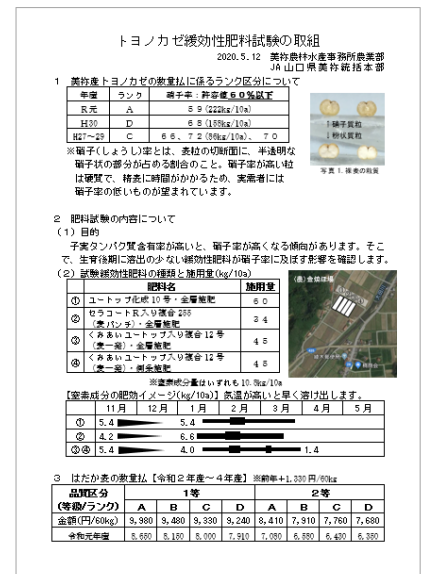 トヨノカゼ緩効性肥料試験の取組
2020.5.12 美祢農林水産事務所農業部
JA山口県美祢統括本部
1 美祢産トヨノカゼの数量払に係るランク区分について
年産 ランク 硝子率:許容値60%以下
R元 A 59(222kg/10a)
H30 D 68(155kg/10a)
H27~29 C 66、72(86kg/10a)、70
※硝子(しょうし)率とは、麦粒の切断面に、半透明な
硝子状の部分が占める割合のこと。硝子率が高い粒
は硬質で、精麦に時間がかかるため、実需者には
硝子率の低いものが望まれています。
↑硝子質粒
↓粉状質粒
写真1.裸麦の粒質
2 肥料試験の内容について
(1)目的
子実タンパク質含有率が高いと、硝子率が高くなる傾向があります。そこ
で、生育後期に溶出の少ない緩効性肥料が硝子率に及ぼす影響を確認します。
(2)試験緩効性肥料の種類と施用量(kg/10a)
肥料名 施用量
① ユートップ化成10号・全層施肥 60
② セラコートR入り複合255
(麦パンチ)・全層施肥 34
③ くみあいユートップ入り複合12号
(麦一発)・全層施肥 45
④ くみあいユートップ入り複合12号
(麦一発)・側条施肥 45
※窒素成分量はいずれも10.8kg/10a
【窒素成分の肥効イメージ(kg/10a)】気温が高いと早く溶け出します。
11月 12月 1月 2月 3月 4月 5月
① 5.4 5.4
② 4.2 6.6
③④ 5.4 4.0 1.4
3 はだか麦の数量払【令和2年産~4年産】※前年+1,330円/60kg
品質区分 1等 2等
(等級/ランク) A B C D A B C D
金額(円/60kg) 9,980 9,480 9,330 9,240 8,410 7,910 7,760 7,680
令和元年産 8,650 8,150 8,000 7,910 7,080 6,580 6,430 6,350